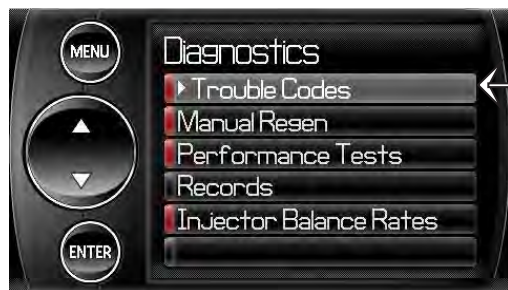 MENU
Diagnostics
Trouble Codes
Manual Regen
Performance Tests
Records
Injector Balance Rates
ENTER